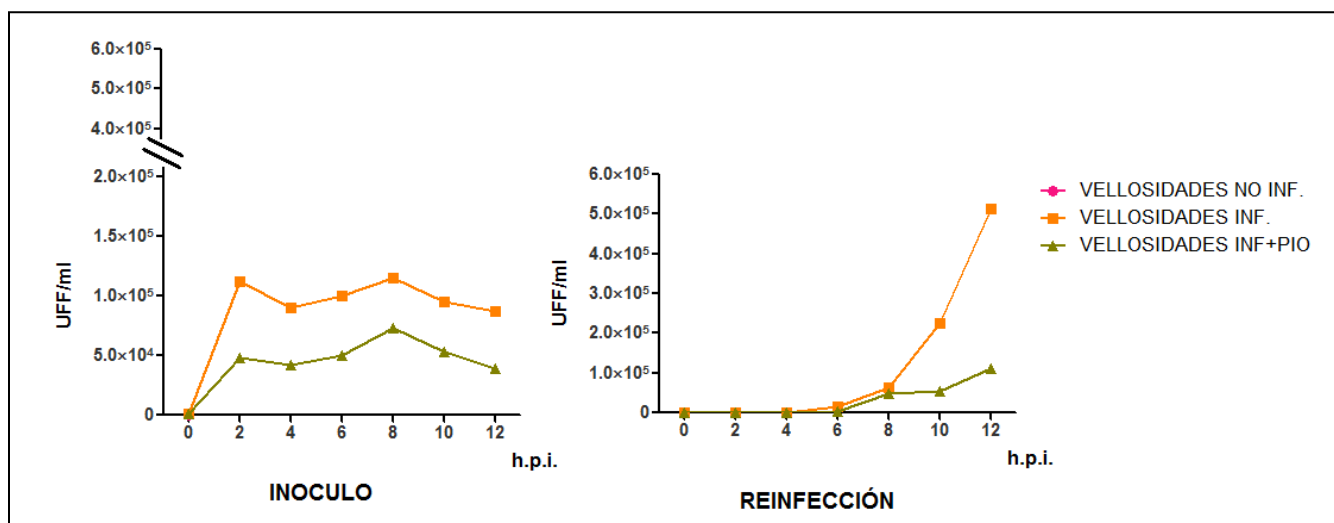 6.0×10⁵
5.0×10⁵
4.0×10⁵
2.0×10⁵
1.5×10⁵
1.0×10⁵
5.0×10⁴
0
UFF/ml
0 2 4 6 8 10 12
h.p.i.
INOCULO
6.0×10⁵
5.0×10⁵
4.0×10⁵
3.0×10⁵
2.0×10⁵
1.0×10⁵
0
UFF/ml
0 2 4 6 8 10 12
h.p.i.
REINFECCIÓN
VELLOSIDADES NO INF.
VELLOSIDADES INF.
VELLOSIDADES INF+PIO